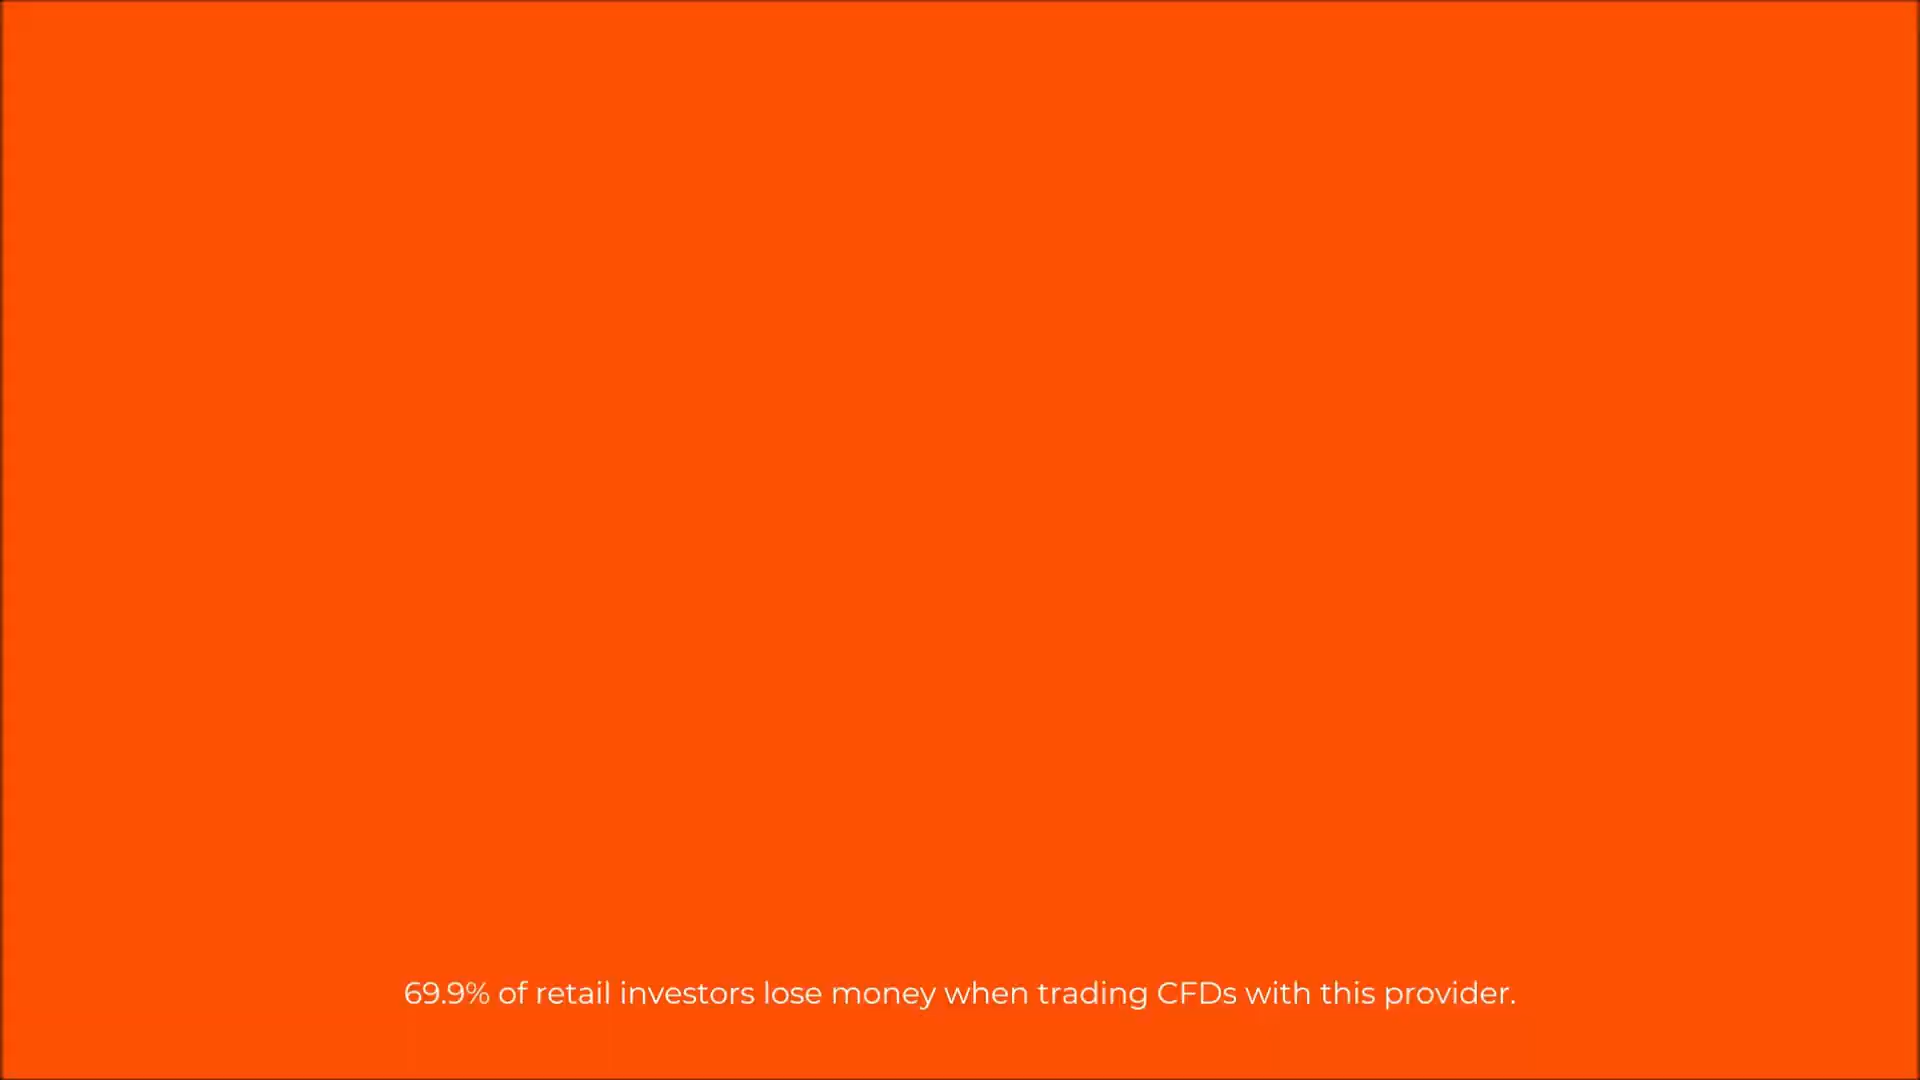 69.9% of retail investors lose money when trading CFDs with this provider.